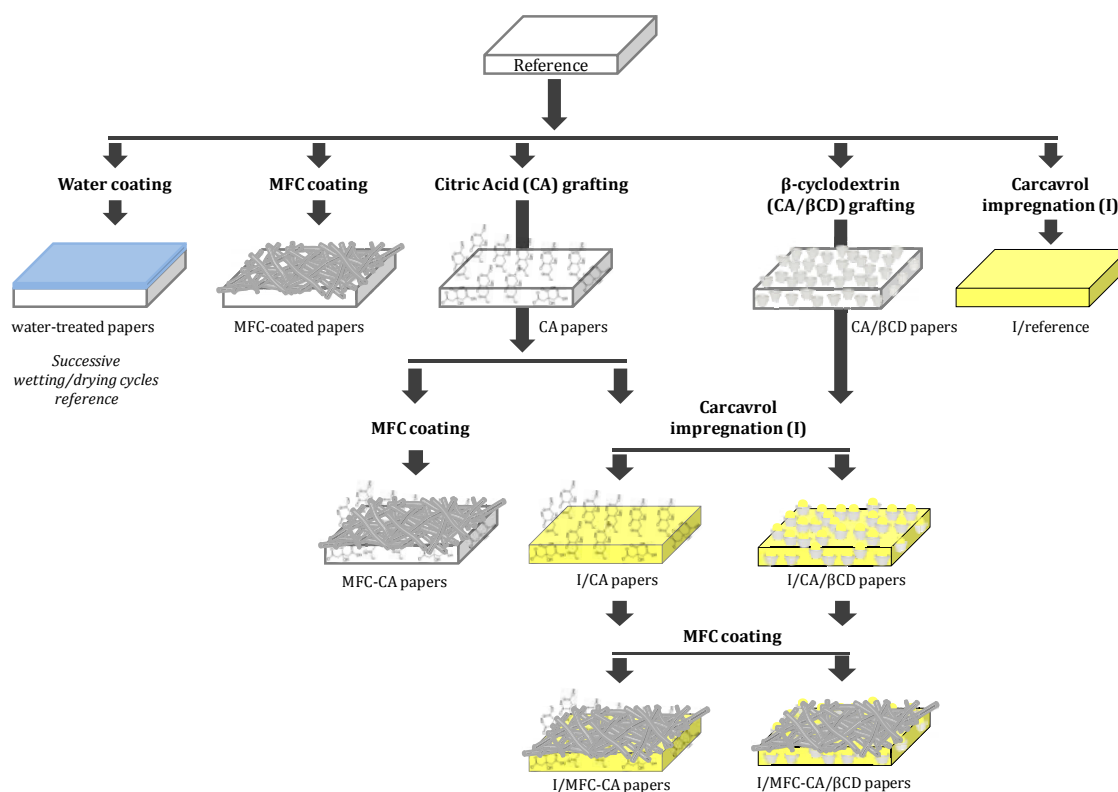 Reference
Water coating
MFC coating
Citric Acid (CA) grafting
β-cyclodextrin
(CA/βCD) grafting
Carcavrol
impregnation (I)
water-treated papers
MFC-coated papers
CA papers
CA/βCD papers
I/reference
Successive
wetting/drying cycles
reference
MFC coating
Carcavrol
impregnation (I)
MFC-CA papers
I/CA papers
I/CA/βCD papers
MFC coating
I/MFC-CA papers
I/MFC-CA/βCD papers